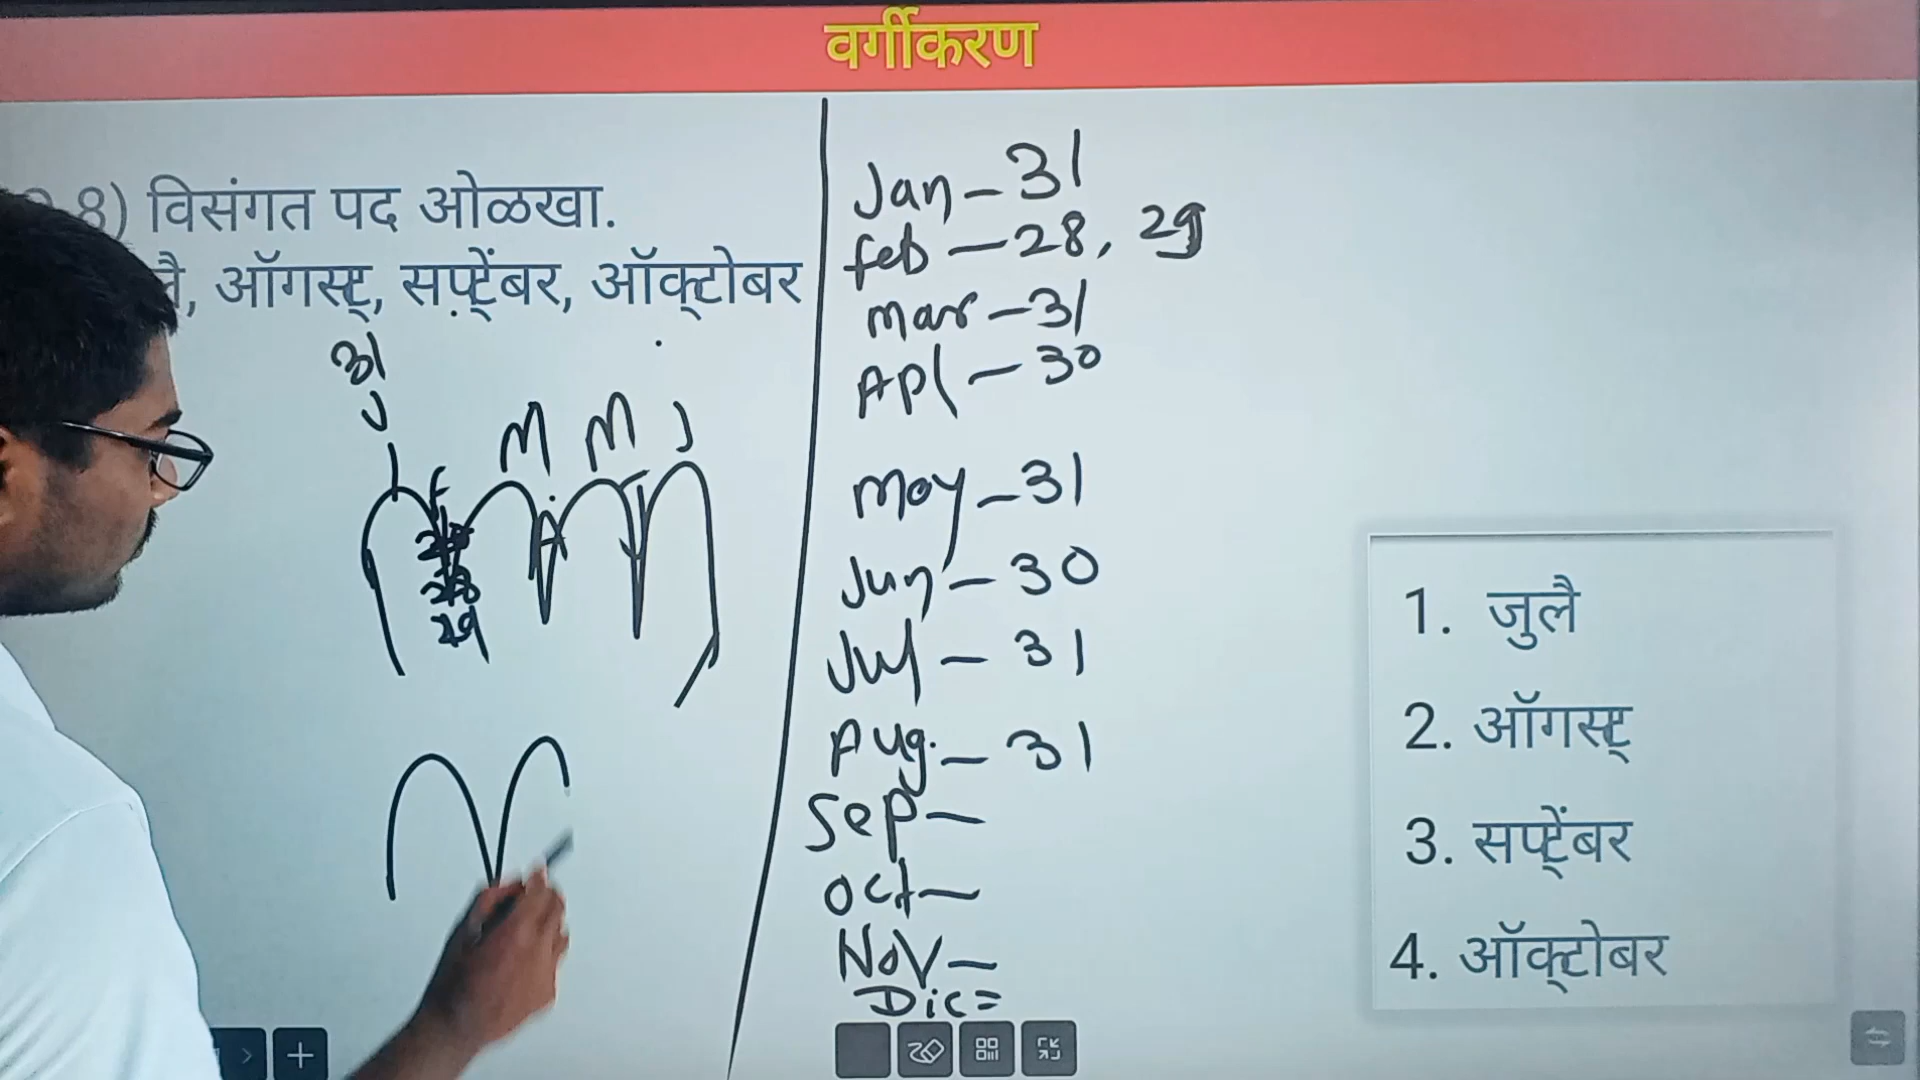 वर्गीकरण
8) विसंगत पद ओळखा.
, ऑगस्ट्, सप्टेंबर, ऑक्टोबर
31
J
M M J
F
A
28
29
Jan - 31
feb - 28, 29
mar - 31
Apl - 30
May - 31
Jun - 30
Jul - 31
Aug. - 31
Sep -
Oct -
Nov -
Dic =
1. जुलै
2. ऑगस्ट्
3. सप्टेंबर
4. ऑक्टोबर